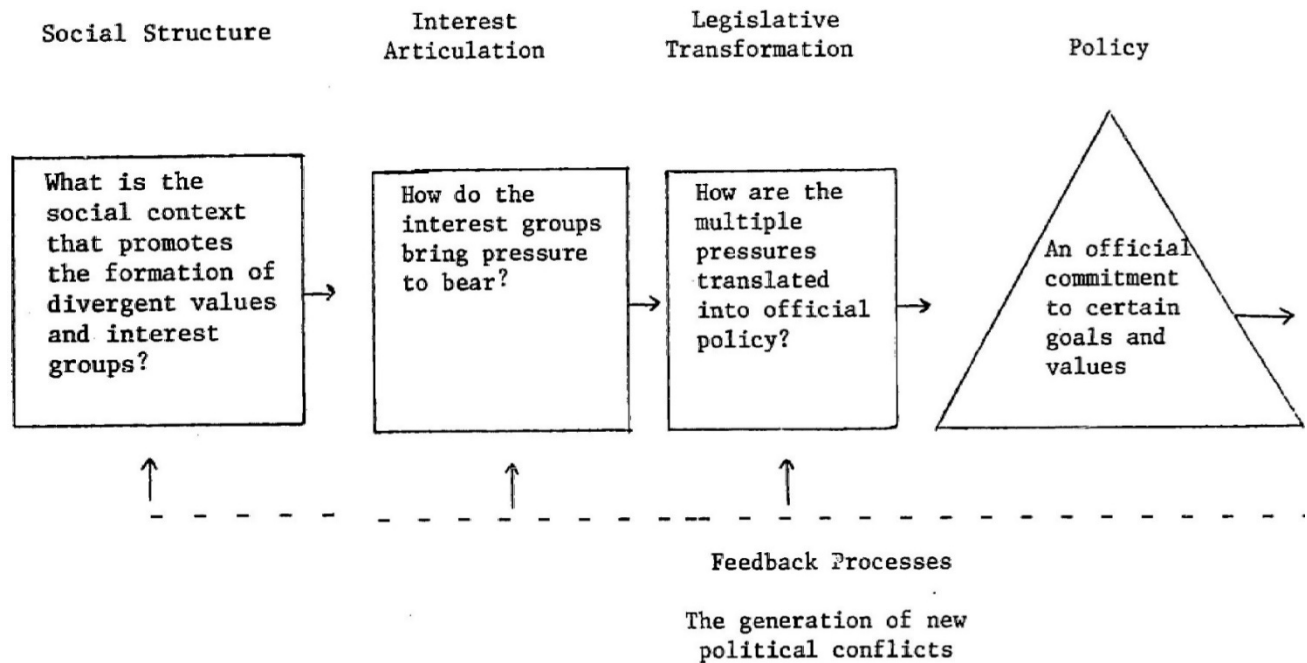 Social Structure
Interest
Articulation
Legislative
Transformation
Policy
What is the
social context
that promotes
the formation of
divergent values
and interest
groups?
How do the
interest groups
bring pressure
to bear?
How are the
multiple
pressures
translated
into official
policy?
An official
commitment
to certain
goals and
values
Feedback Processes
The generation of new
political conflicts